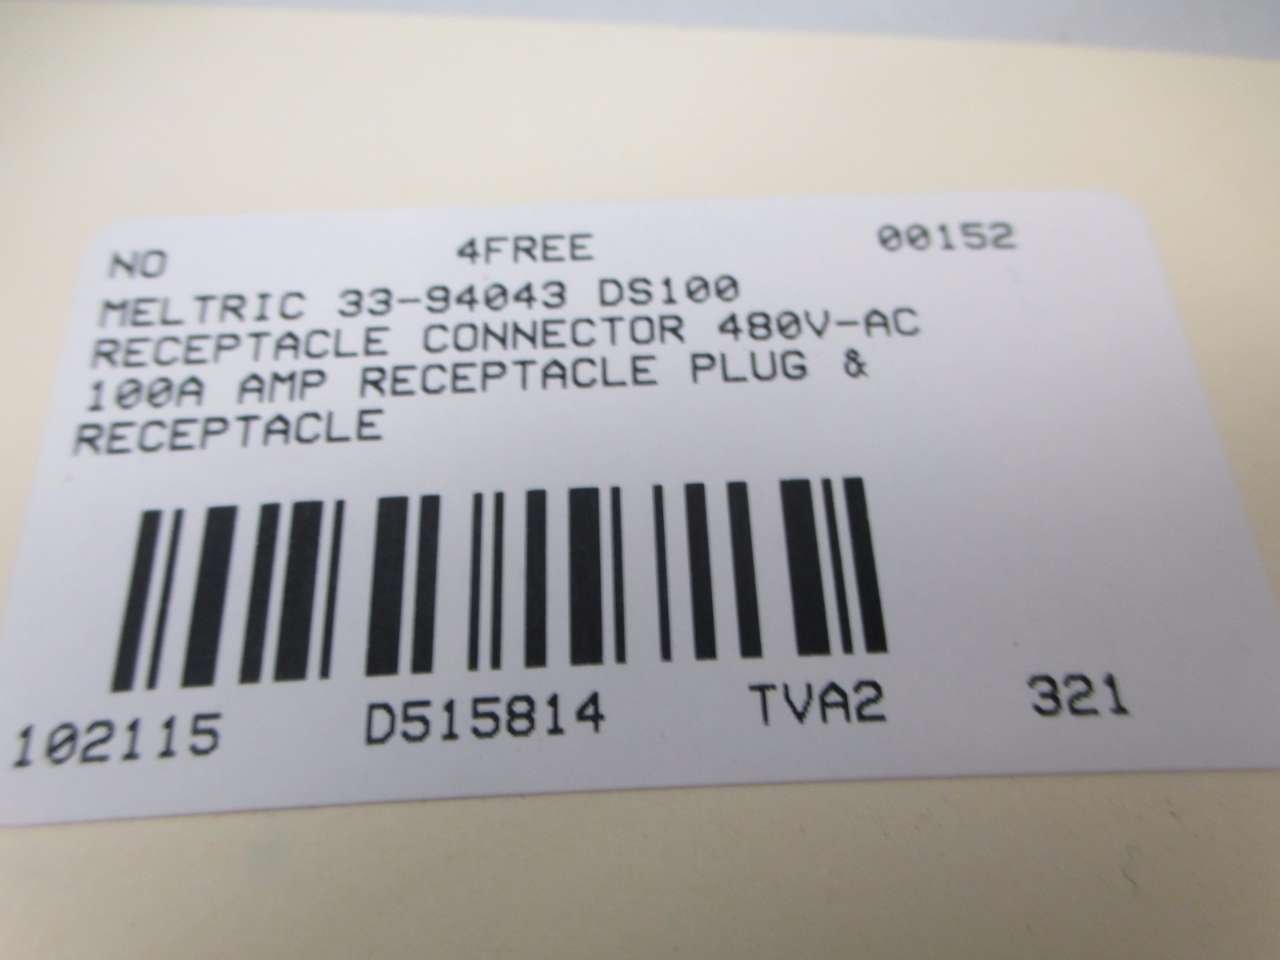 NO 4FREE 00152
MELTRIC 33-94043 DS100
RECEPTACLE CONNECTOR 480V-AC
100A AMP RECEPTACLE PLUG &
RECEPTACLE
102115 D515814 TVA2 321